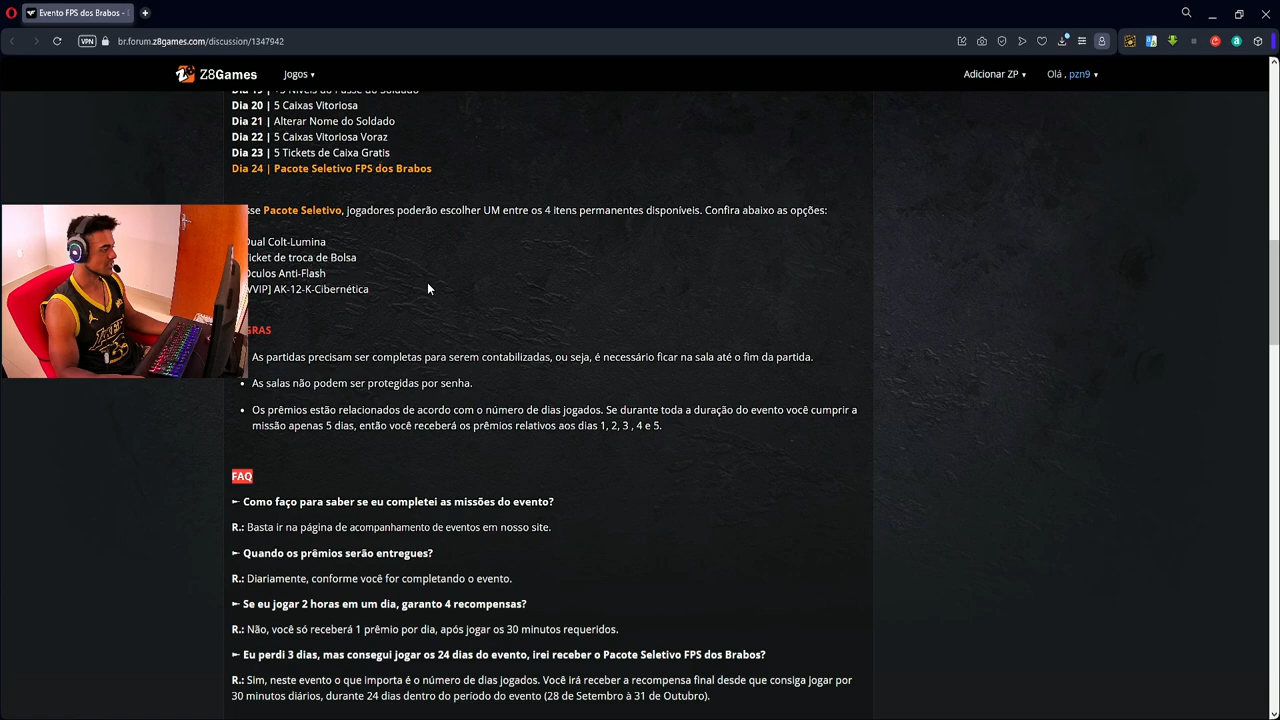 Evento FPS dos Brabos -
VPN
br.forum.z8games.com/discussion/1347942
Z8Games
Jogos
Adicionar ZP
Olá , pzn9
Dia 19 | +5 Níveis do Passe do Soldado
Dia 20 | 5 Caixas Vitoriosa
Dia 21 | Alterar Nome do Soldado
Dia 22 | 5 Caixas Vitoriosa Voraz
Dia 23 | 5 Tickets de Caixa Gratis
Dia 24 | Pacote Seletivo FPS dos Brabos
sse Pacote Seletivo, jogadores poderão escolher UM entre os 4 itens permanentes disponíveis. Confira abaixo as opções:
Dual Colt-Lumina
Ticket de troca de Bolsa
Óculos Anti-Flash
VVIP] AK-12-K-Cibernética
GRAS
As partidas precisam ser completas para serem contabilizadas, ou seja, é necessário ficar na sala até o fim da partida.
• As salas não podem ser protegidas por senha.
• Os prêmios estão relacionados de acordo com o número de dias jogados. Se durante toda a duração do evento você cumprir a
missão apenas 5 dias, então você receberá os prêmios relativos aos dias 1, 2, 3 , 4 e 5.
FAQ
► Como faço para saber se eu completei as missões do evento?
R.: Basta ir na página de acompanhamento de eventos em nosso site.
► Quando os prêmios serão entregues?
R.: Diariamente, conforme você for completando o evento.
► Se eu jogar 2 horas em um dia, garanto 4 recompensas?
R.: Não, você só receberá 1 prêmio por dia, após jogar os 30 minutos requeridos.
► Eu perdi 3 dias, mas consegui jogar os 24 dias do evento, irei receber o Pacote Seletivo FPS dos Brabos?
R.: Sim, neste evento o que importa é o número de dias jogados. Você irá receber a recompensa final desde que consiga jogar por
30 minutos diários, durante 24 dias dentro do período do evento (28 de Setembro à 31 de Outubro).